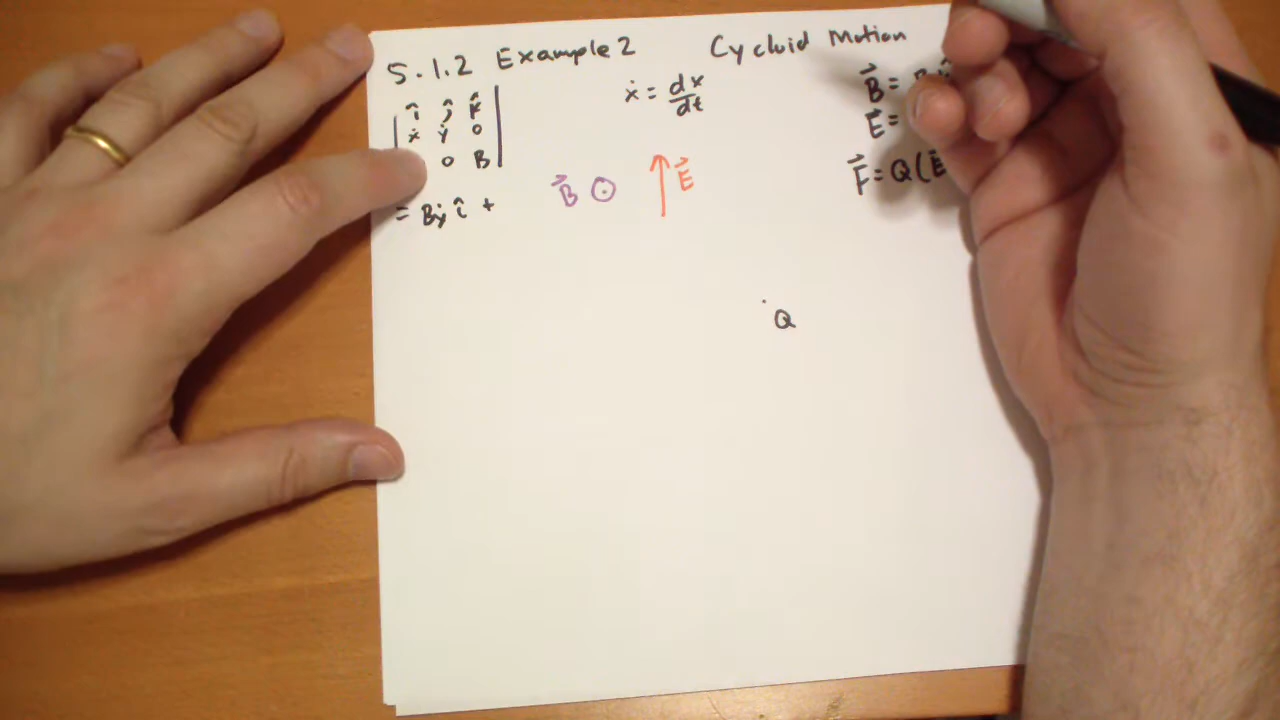 5.1.2 Example 2 Cycloid Motion
ẋ = dx/dt
î ĵ k̂
ẋ ẏ 0
0 B
= Bẏ î +
B⃗ ⊙
E⃗
B⃗ =
E⃗ =
F⃗ = Q(E
Q